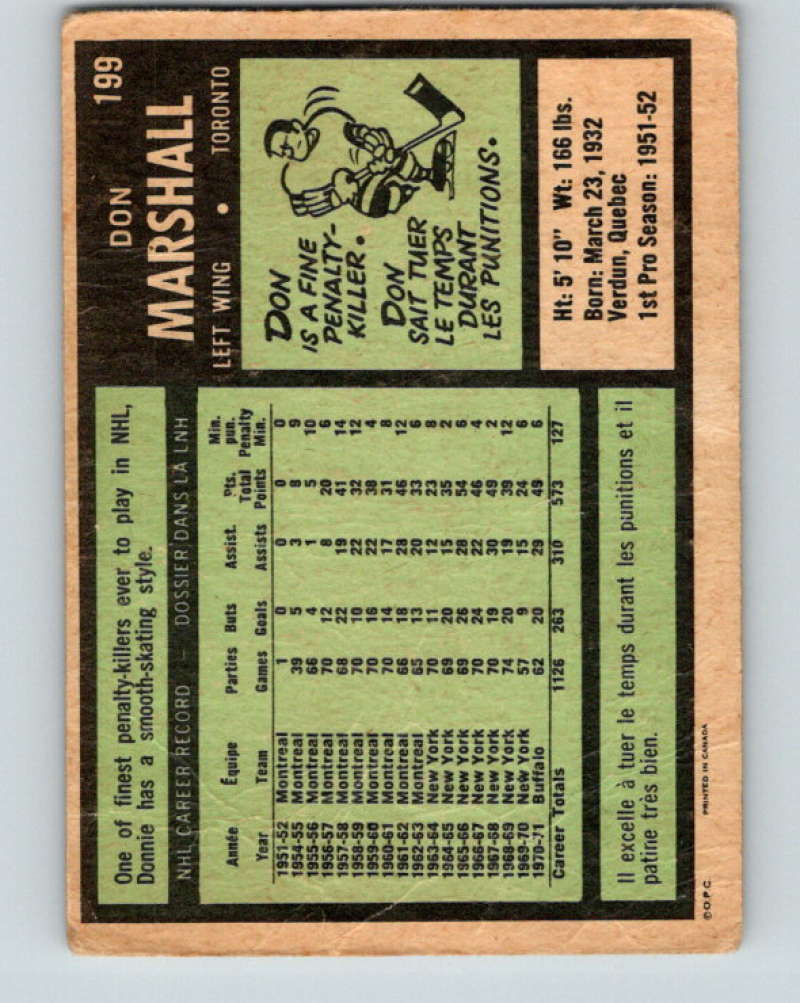 199
DON
MARSHALL
LEFT WING • TORONTO
DON
IS A FINE
PENALTY-
KILLER.
DON
SAIT TUER
LE TEMPS
DURANT
LES PUNITIONS.
Ht: 5' 10" Wt: 166 lbs.
Born: March 23, 1932
Verdun, Quebec
1st Pro Season: 1951-52
One of finest penalty-killers ever to play in NHL,
Donnie has a smooth-skating style.
NHL CAREER RECORD — DOSSIER DANS LA LNH
Année Équipe Parties Buts Assist. Pts. Min. pun.
Year Team Games Goals Assists Total Points Penalty Min.
1951-52 Montreal 1 0 0 0 0
1954-55 Montreal 39 5 3 8 9
1955-56 Montreal 66 4 1 5 10
1956-57 Montreal 70 12 8 20 6
1957-58 Montreal 68 22 19 41 14
1958-59 Montreal 70 10 22 32 12
1959-60 Montreal 70 16 22 38 4
1960-61 Montreal 70 14 17 31 8
1961-62 Montreal 66 18 28 46 12
1962-63 Montreal 65 13 20 33 6
1963-64 New York 70 11 12 23 8
1964-65 New York 69 20 15 35 2
1965-66 New York 69 26 28 54 6
1966-67 New York 70 24 22 46 4
1967-68 New York 70 19 30 49 2
1968-69 New York 74 20 19 39 12
1969-70 New York 57 9 15 24 6
1970-71 Buffalo 62 20 29 49 6
Career Totals 1126 263 310 573 127
Il excelle à tuer le temps durant les punitions et il
patine très bien.
©O.P.C. PRINTED IN CANADA